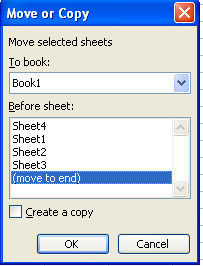 Move or Copy
Move selected sheets
To book:
Book1
Before sheet:
Sheet4
Sheet1
Sheet2
Sheet3
(move to end)
Create a copy
OK Cancel